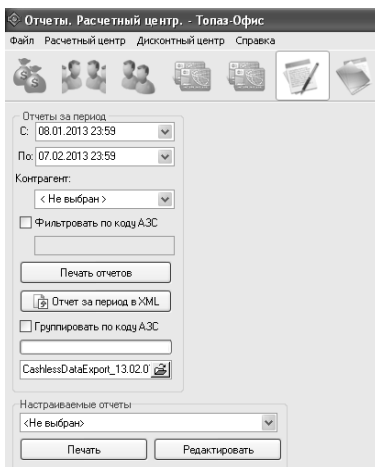 Отчеты. Расчетный центр. - Топаз-Офис
Файл Расчетный центр Дисконтный центр Справка
Отчеты за период
С: 08.01.2013 23:59
По: 07.02.2013 23:59
Контрагент:
< Не выбран >
Фильтровать по коду АЗС
Печать отчетов
Отчет за период в XML
Группировать по коду АЗС
CashlessDataExport_13.02.0
Настраиваемые отчеты
<Не выбран>
Печать Редактировать